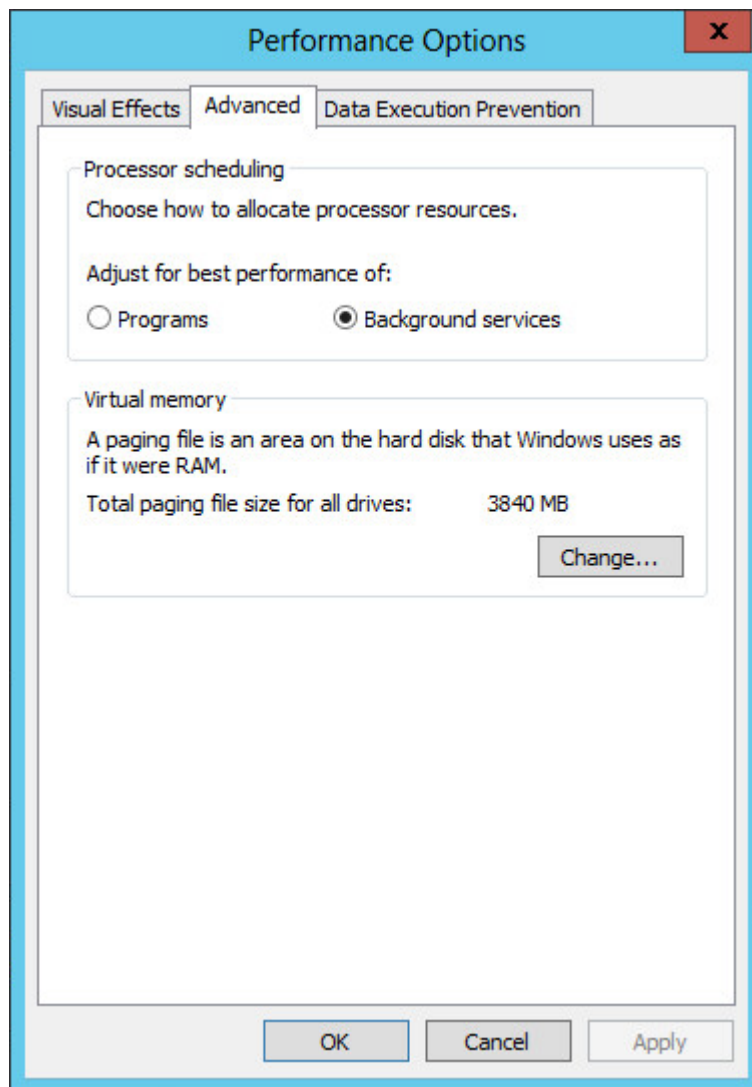 Performance Options
x
Visual Effects
Advanced
Data Execution Prevention
Processor scheduling
Choose how to allocate processor resources.
Adjust for best performance of:
Programs
Background services
Virtual memory
A paging file is an area on the hard disk that Windows uses as
if it were RAM.
Total paging file size for all drives: 3840 MB
Change...
OK
Cancel
Apply